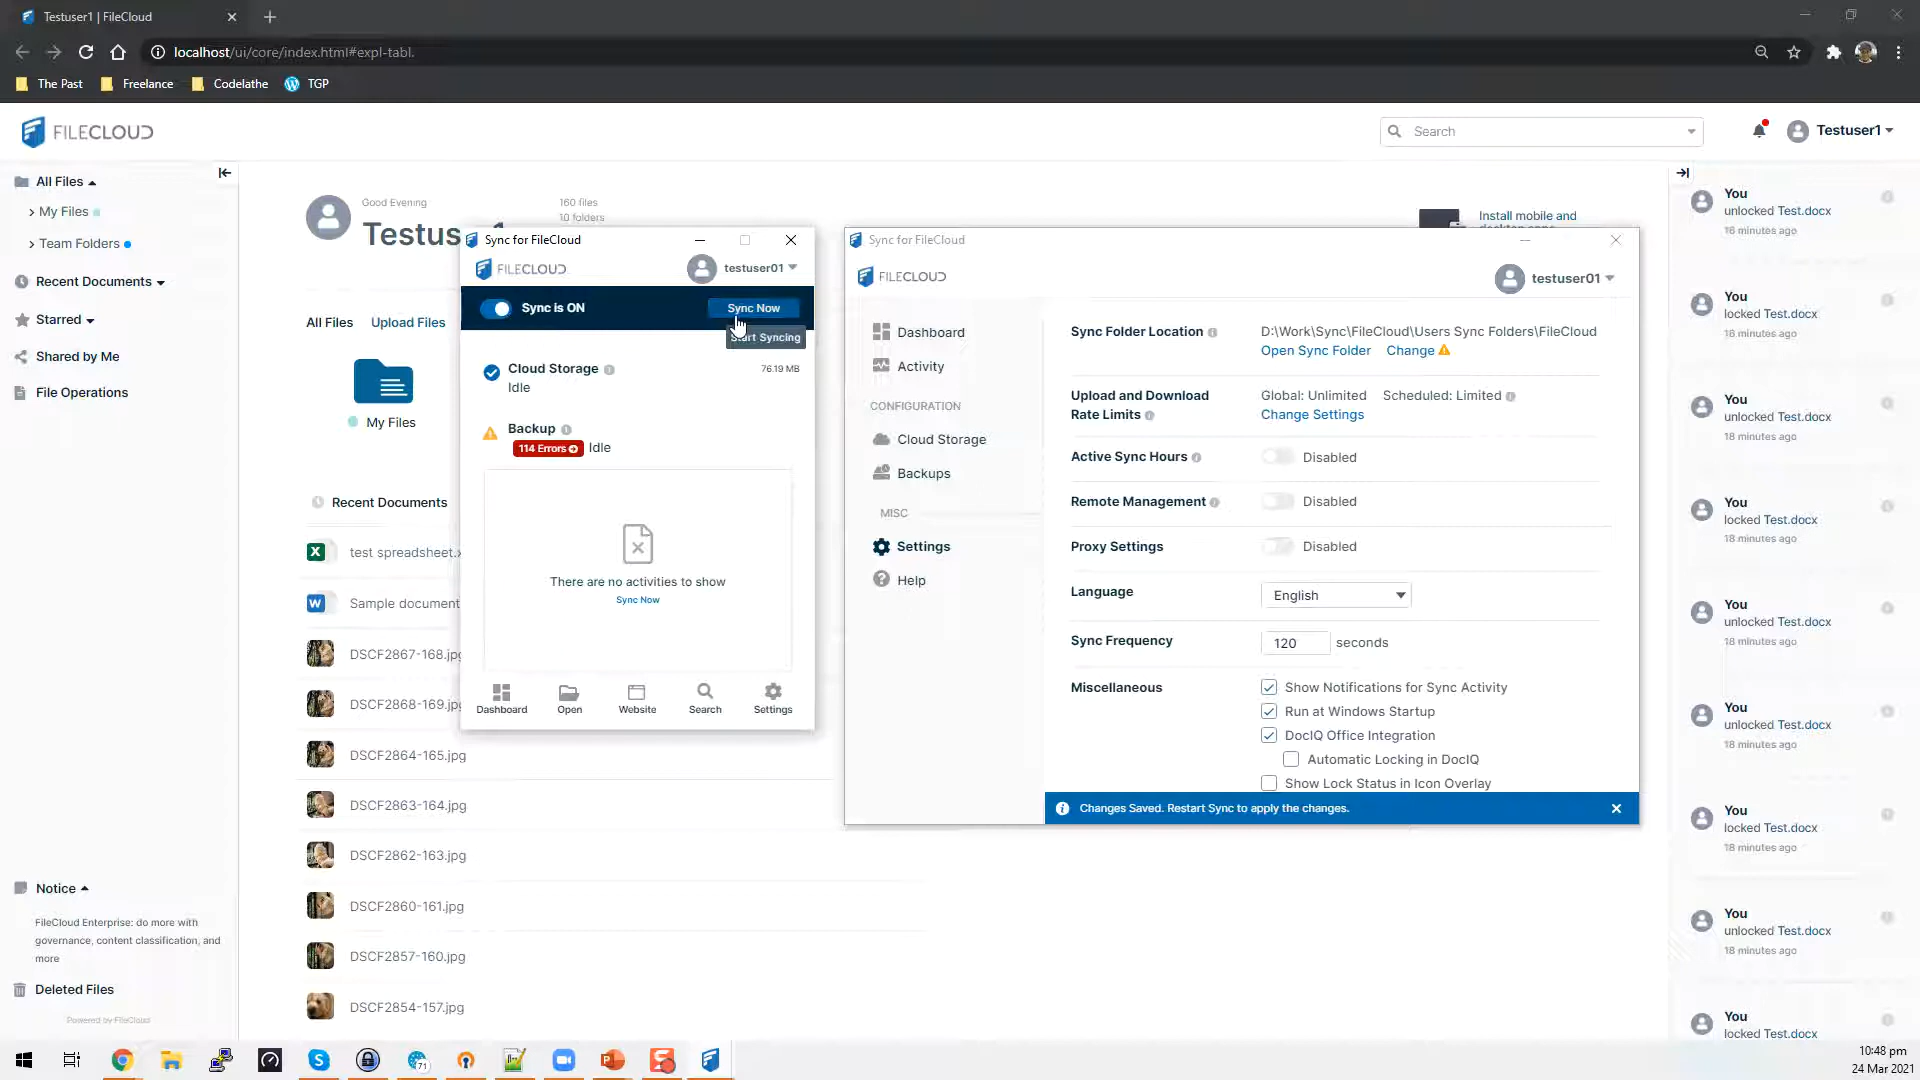 Testuser1 | FileCloud
localhost/ui/core/index.html#expl-tabl.
The Past
Freelance
Codelathe
TGP
FILECLOUD
Search
Testuser1
All Files
My Files
Team Folders
Recent Documents
Starred
Shared by Me
File Operations
Notice
FileCloud Enterprise: do more with
governance, content classification, and
more
Deleted Files
Powered by FileCloud
Good Evening
Testus
160 files
10 folders
Install mobile and
All Files
Upload Files
My Files
Recent Documents
test spreadsheet.x
Sample document
DSCF2867-168.jpg
DSCF2868-169.jpg
DSCF2864-165.jpg
DSCF2863-164.jpg
DSCF2862-163.jpg
DSCF2860-161.jpg
DSCF2857-160.jpg
DSCF2854-157.jpg
Sync for FileCloud
FILECLOUD
testuser01
Sync is ON
Sync Now
Syncing
Cloud Storage
76.19 MB
Idle
Backup
114 Errors
Idle
There are no activities to show
Sync Now
Dashboard
Open
Website
Search
Settings
Sync for FileCloud
FILECLOUD
testuser01
Dashboard
Activity
CONFIGURATION
Cloud Storage
Backups
MISC
Settings
Help
Sync Folder Location
D:\Work\Sync\FileCloud\Users Sync Folders\FileCloud
Open Sync Folder
Change
Upload and Download
Rate Limits
Global: Unlimited
Scheduled: Limited
Change Settings
Active Sync Hours
Disabled
Remote Management
Disabled
Proxy Settings
Disabled
Language
English
Sync Frequency
120
seconds
Miscellaneous
Show Notifications for Sync Activity
Run at Windows Startup
DocIQ Office Integration
Automatic Locking in DocIQ
Show Lock Status in Icon Overlay
Changes Saved. Restart Sync to apply the changes.
You
unlocked Test.docx
16 minutes ago
You
locked Test.docx
18 minutes ago
You
unlocked Test.docx
18 minutes ago
You
locked Test.docx
18 minutes ago
You
unlocked Test.docx
18 minutes ago
You
unlocked Test.docx
18 minutes ago
You
locked Test.docx
18 minutes ago
You
unlocked Test.docx
18 minutes ago
You
locked Test.docx
71
10:48 pm
24 Mar 2021